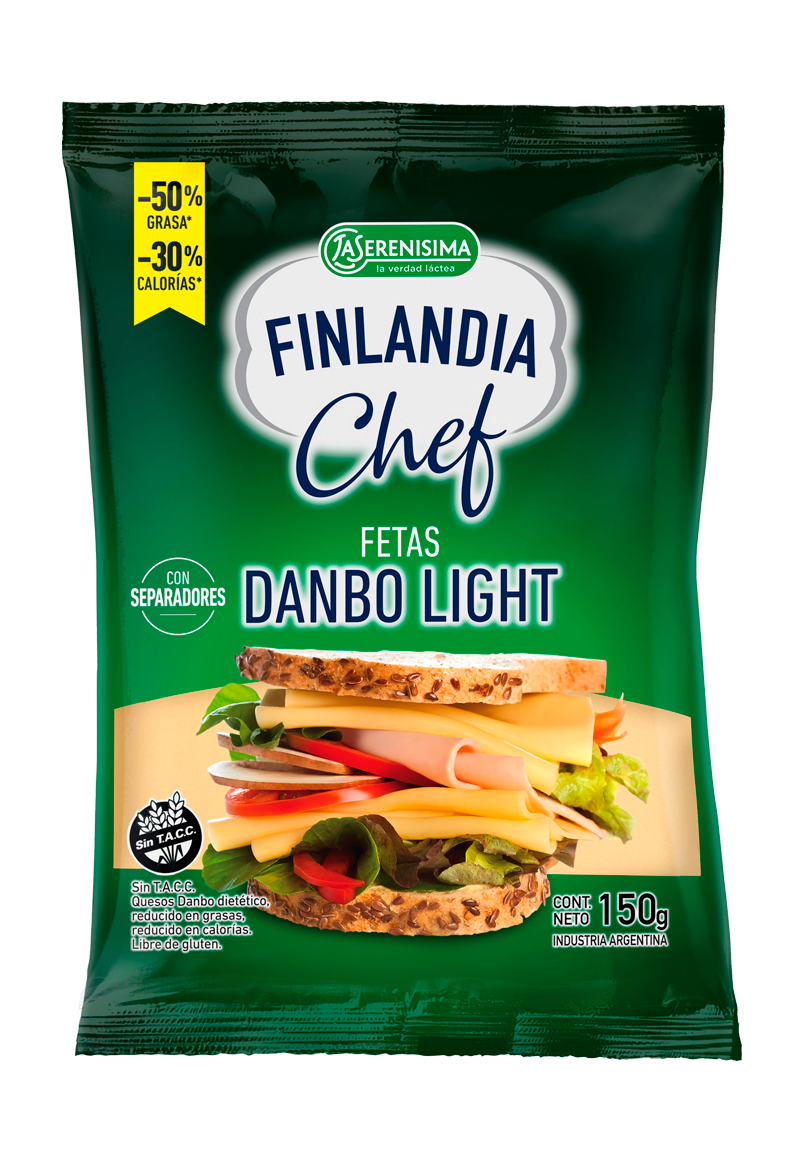 -50%
GRASA*
-30%
CALORÍAS*
LA SERENISIMA
la verdad láctea
FINLANDIA
Chef
FETAS
DANBO LIGHT
CON
SEPARADORES
Sin T.A.C.C.
Sin T.A.C.C.
Quesos Danbo dietético,
reducido en grasas,
reducido en calorías.
Libre de gluten.
CONT.
NETO 150g
INDUSTRIA ARGENTINA